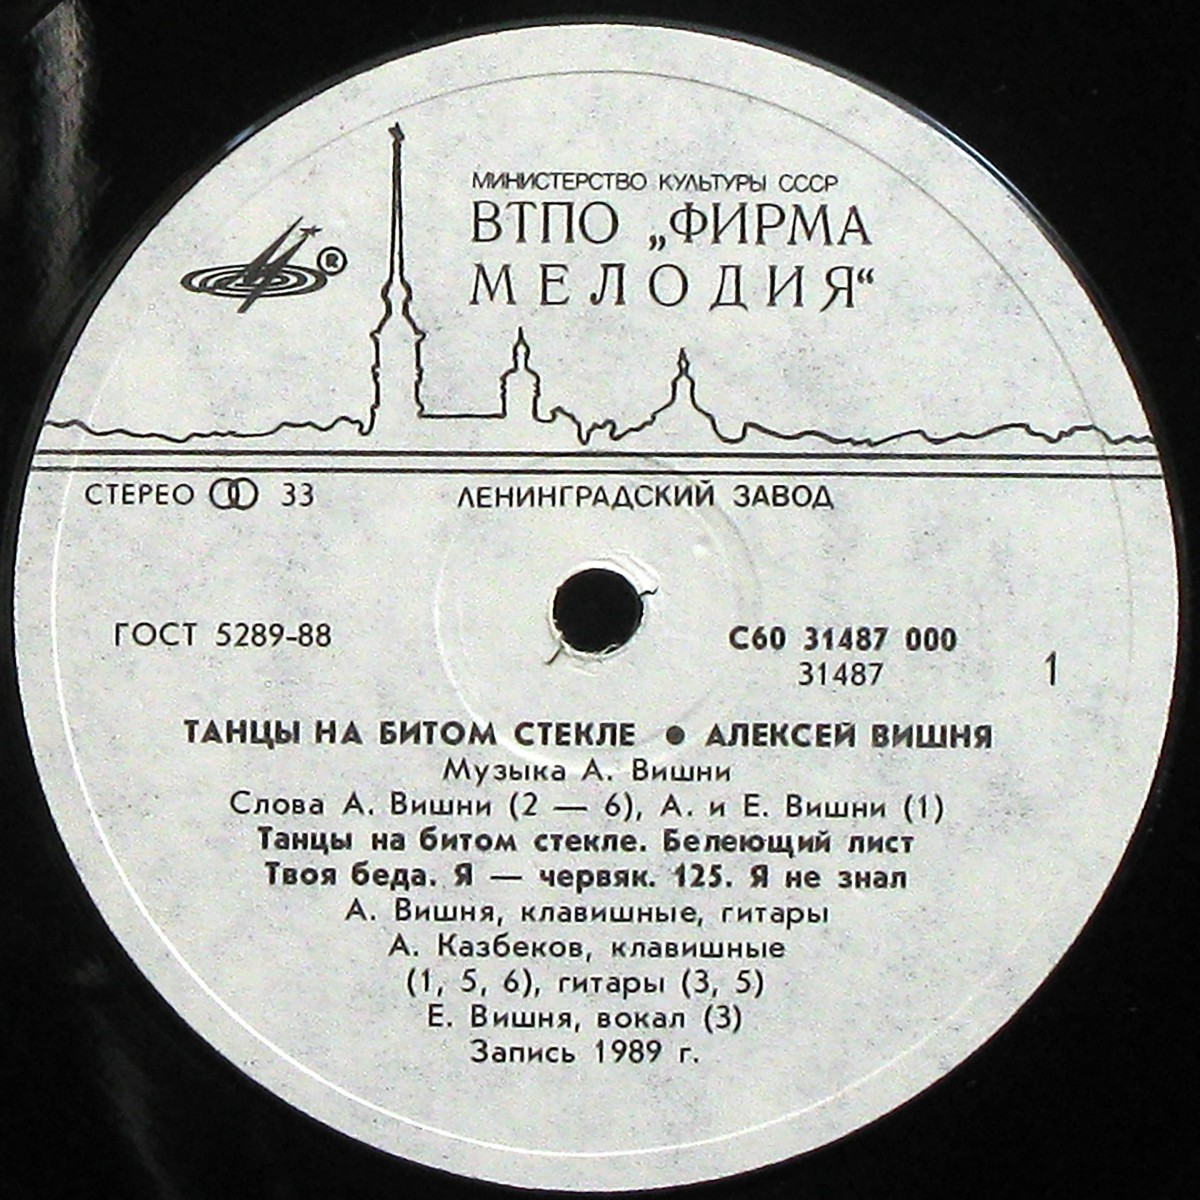 МИНИСТЕРСТВО КУЛЬТУРЫ СССР
ВТПО „ФИРМА
МЕЛОДИЯ“
®
СТЕРЕО 33
ЛЕНИНГРАДСКИЙ ЗАВОД
ГОСТ 5289-88
С60 31487 000
31487
1
ТАНЦЫ НА БИТОМ СТЕКЛЕ ● АЛЕКСЕЙ ВИШНЯ
Музыка А. Вишни
Слова А. Вишни (2 — 6), А. и Е. Вишни (1)
Танцы на битом стекле. Белеющий лист
Твоя беда. Я — червяк. 125. Я не знал
А. Вишня, клавишные, гитары
А. Казбеков, клавишные
(1, 5, 6), гитары (3, 5)
Е. Вишня, вокал (3)
Запись 1989 г.